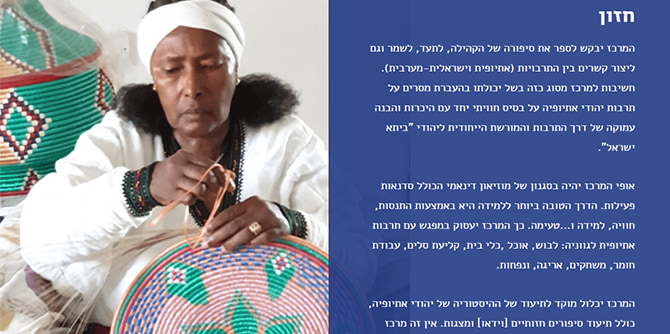 חזון
המרכז יבקש לספר את סיפורה של הקהילה, לתעד, לשמר וגם
ליצור קשרים בין התרבויות (אתיופית וישראלית-מערבית).
חשיבות למרכז מסוג כזה בשל יכולתו בהעברת מסרים על
תרבות יהודי אתיופיה על בסיס חוויתי יחד עם היכרות והבנה
עמוקה של דרך התרבות והמורשת הייחודית ליהודי "ביתא
ישראל".
אופי המרכז יהיה בסגנון של מוזיאון דינאמי הכולל סדנאות
פעילות. הדרך הטובה ביותר ללמידה היא באמצעות התנסות,
חוויה, למידה ו...טעימה. כך המרכז יעסוק במפגש עם תרבות
אתיופית לגווניה: לבוש, אוכל ,כלי בית, קליעת סלים, עבודת
חומר, משחקים, אריגה, ונפחות.
המרכז יכלול מוקד לתיעוד של ההיסטוריה של יהודי אתיופיה,
כולל תיעוד סיפורים חזותיים [וידאו] ומצגות. אין זה מרכז